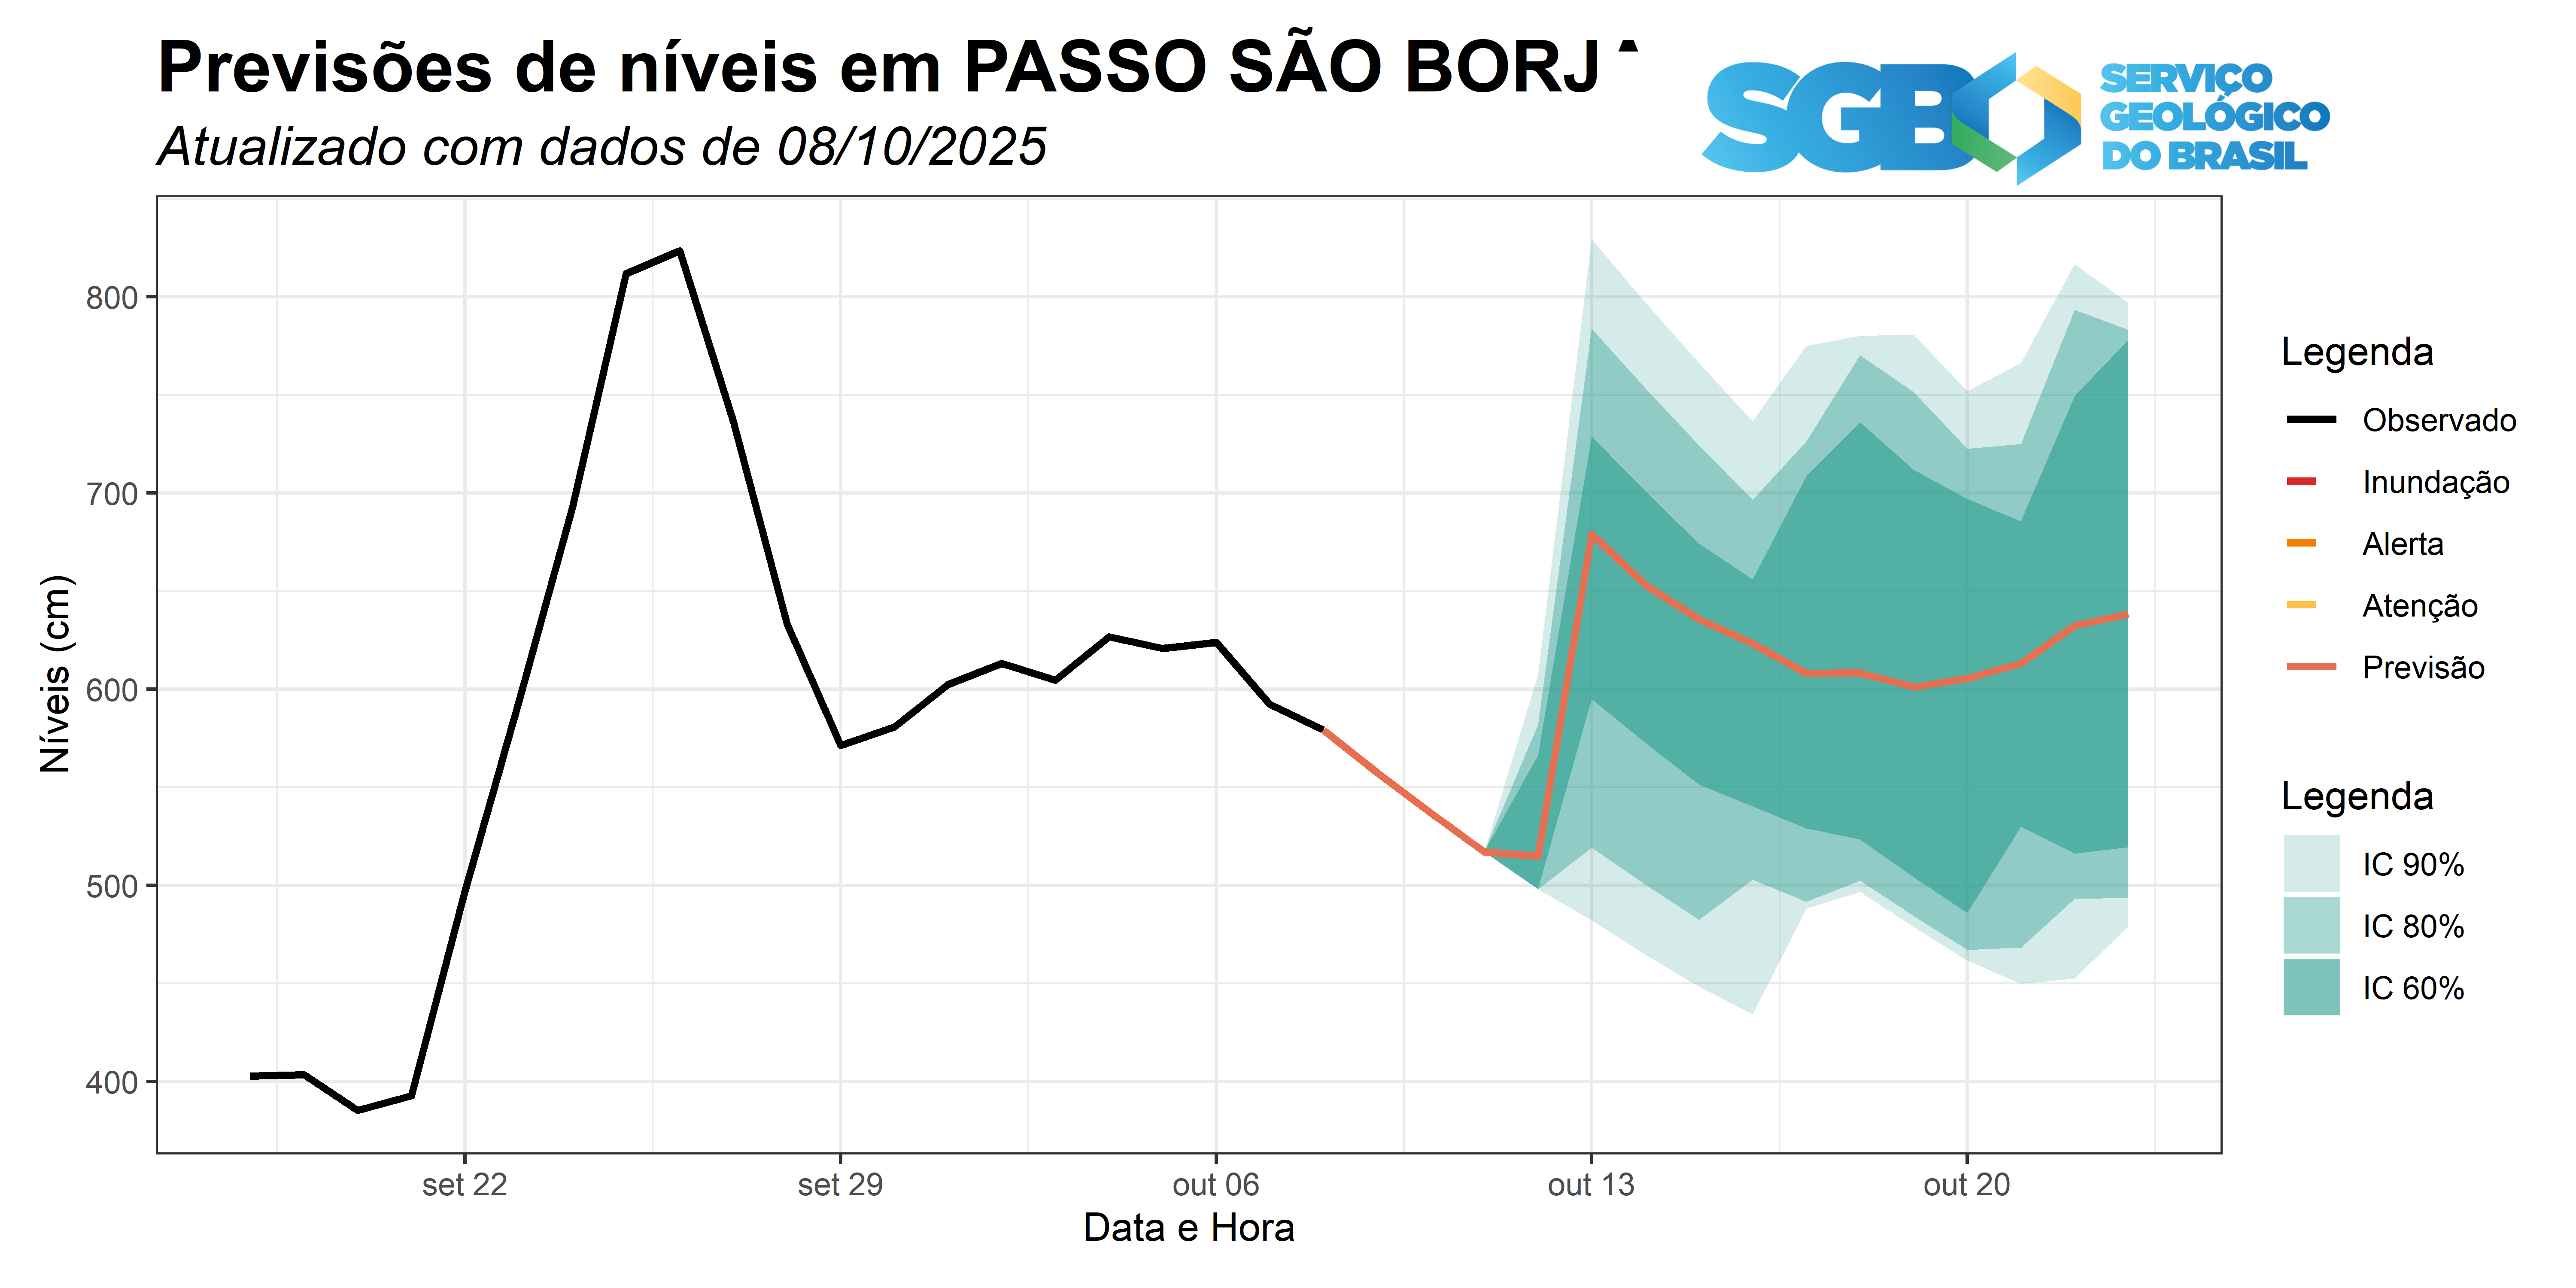 Previsões de níveis em PASSO SÃO BORJ
Atualizado com dados de 08/10/2025
SGB
SERVIÇO
GEOLÓGICO
DO BRASIL
Níveis (cm)
800
700
600
500
400
set 22
set 29
out 06
out 13
out 20
Data e Hora
Legenda
Observado
Inundação
Alerta
Atenção
Previsão
Legenda
IC 90%
IC 80%
IC 60%